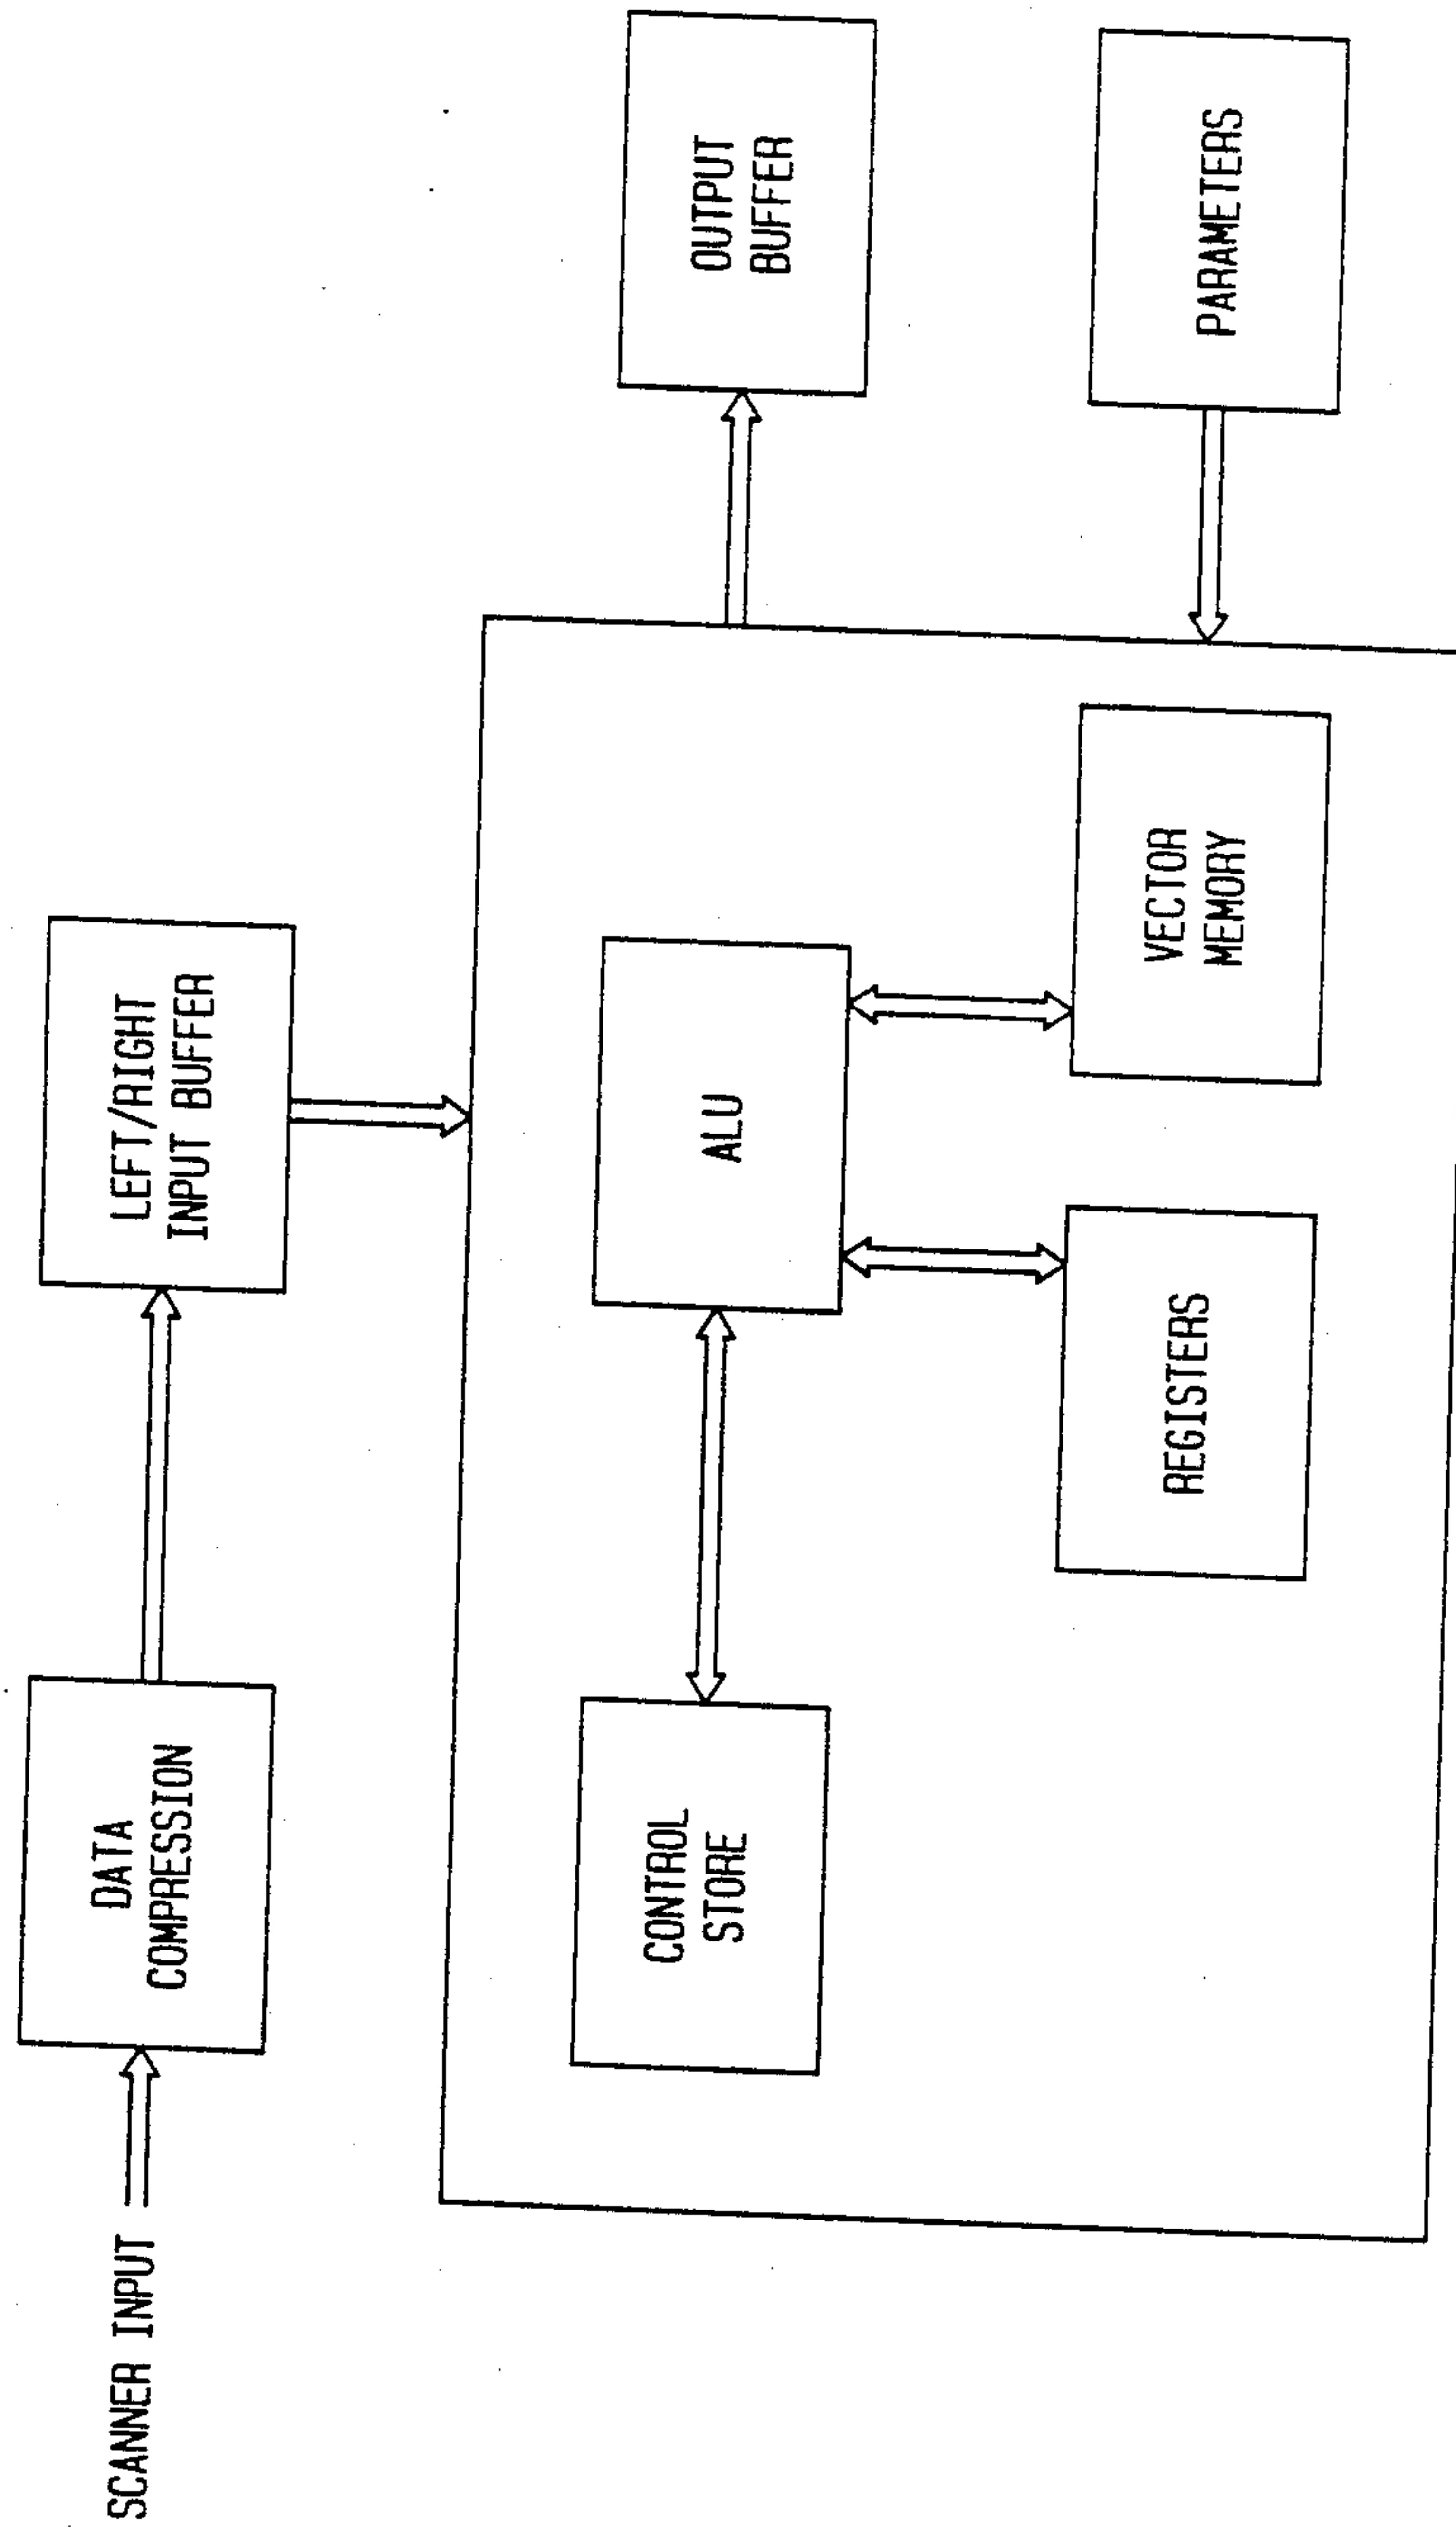 SCANNER INPUT
DATA
COMPRESSION
LEFT/RIGHT
INPUT BUFFER
CONTROL
STORE
ALU
OUTPUT
BUFFER
REGISTERS
VECTOR
MEMORY
PARAMETERS